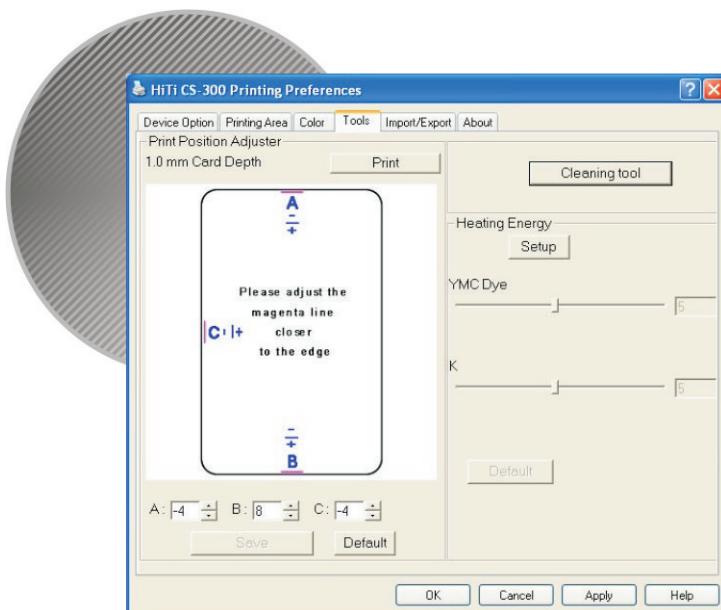 HiTi CS-300 Printing Preferences
Device Option Printing Area Color Tools Import/Export About
Print Position Adjuster
1.0 mm Card Depth Print
A
- +
Please adjust the
magenta line
closer
to the edge
C - +
- +
B
A: -4 B: 8 C: -4
Save Default
Cleaning tool
Heating Energy
Setup
YMC Dye
5
K
5
Default
OK Cancel Apply Help